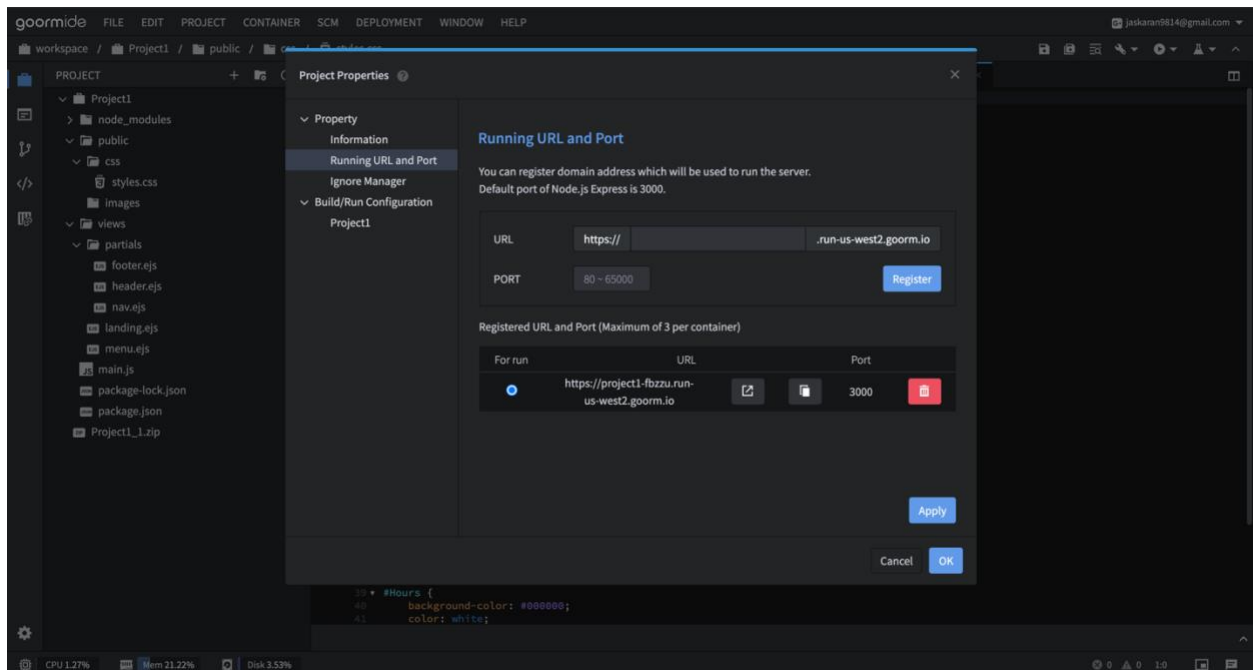 goormide FILE EDIT PROJECT CONTAINER SCM DEPLOYMENT WINDOW HELP jaskaran9814@gmail.com
workspace / Project1 / public / css / styles.css
PROJECT
Project1
node_modules
public
css
styles.css
images
views
partials
footer.ejs
header.ejs
nav.ejs
landing.ejs
menu.ejs
main.js
package-lock.json
package.json
Project1_1.zip
Project Properties
Property
Information
Running URL and Port
Ignore Manager
Build/Run Configuration
Project1
Running URL and Port
You can register domain address which will be used to run the server.
Default port of Node.js Express is 3000.
URL https:// .run-us-west2.goorm.io
PORT 80 ~ 65000 Register
Registered URL and Port (Maximum of 3 per container)
For run URL Port
https://project1-fbzzu.run-
us-west2.goorm.io 3000
Apply
Cancel OK
39 #Hours {
40 background-color: #000000;
41 color: white;
CPU 1.27% Mem 21.22% Disk 3.53% 0 0 1:0